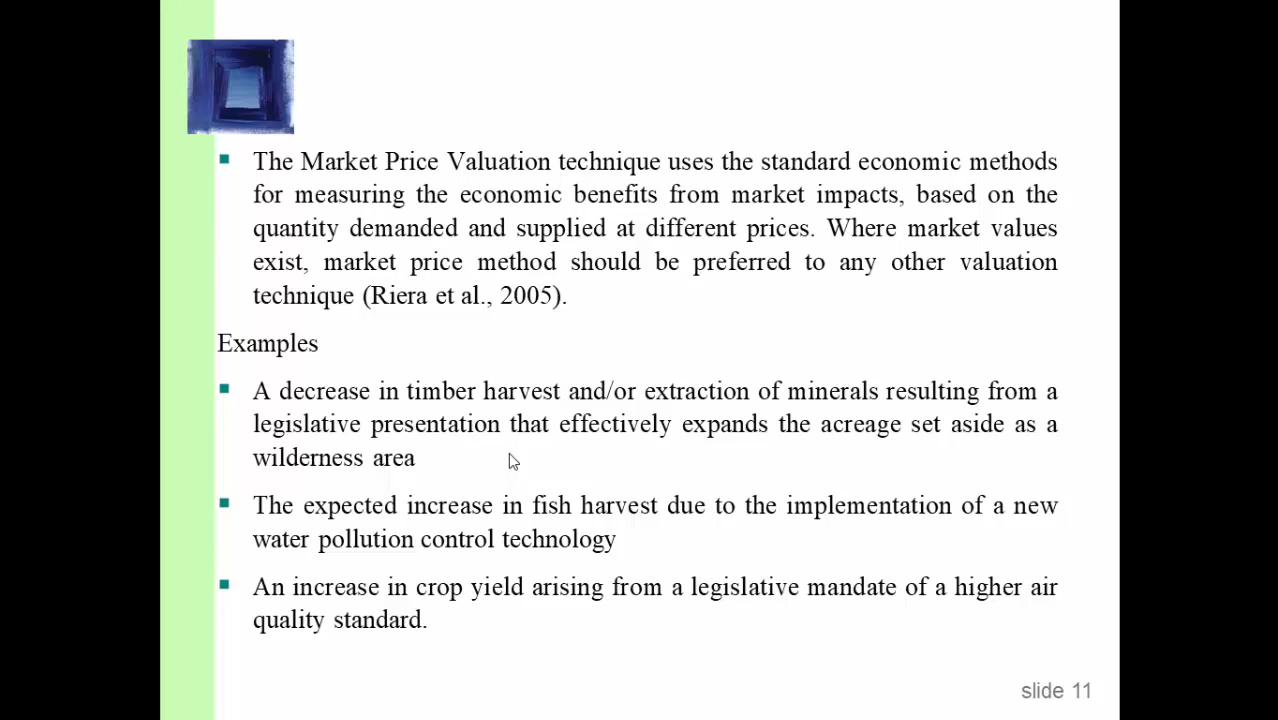 The Market Price Valuation technique uses the standard economic methods
for measuring the economic benefits from market impacts, based on the
quantity demanded and supplied at different prices. Where market values
exist, market price method should be preferred to any other valuation
technique (Riera et al., 2005).
Examples
A decrease in timber harvest and/or extraction of minerals resulting from a
legislative presentation that effectively expands the acreage set aside as a
wilderness area
The expected increase in fish harvest due to the implementation of a new
water pollution control technology
An increase in crop yield arising from a legislative mandate of a higher air
quality standard.
slide 11